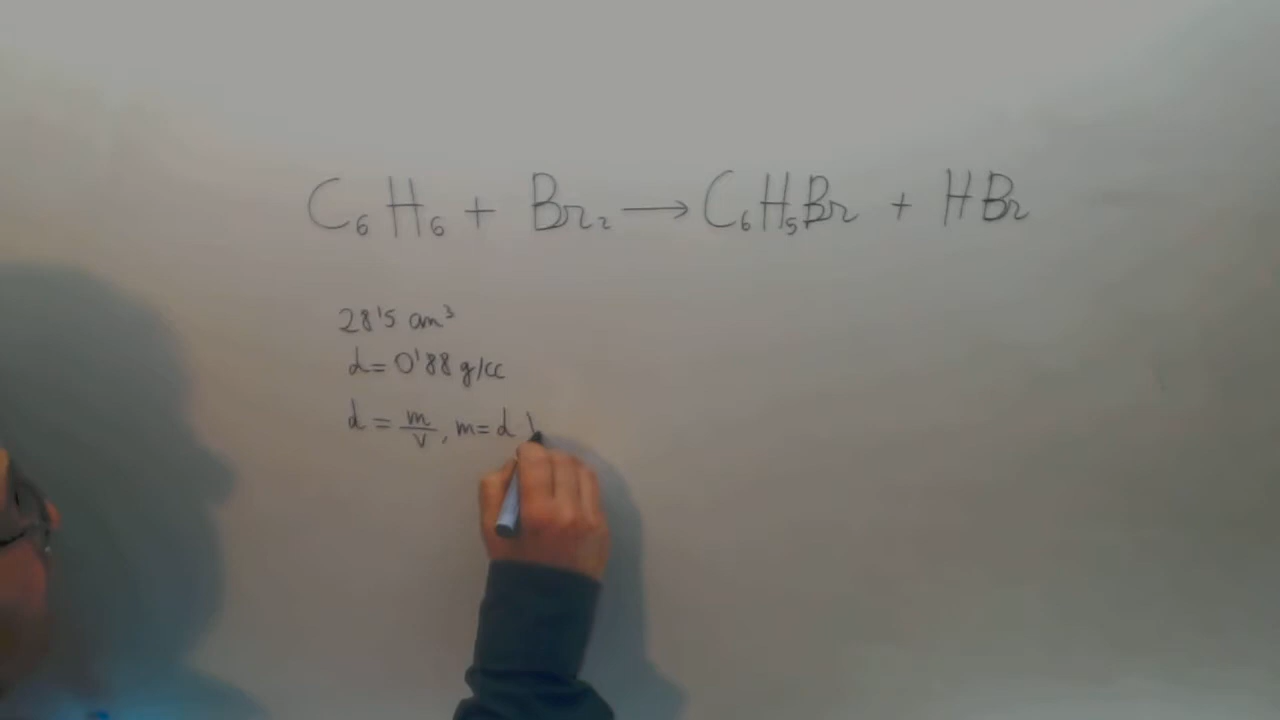 C₆H₆ + Br₂ → C₆H₅Br + HBr
28'5 cm³
d = 0'88 g/cc
d = m/V, m = d